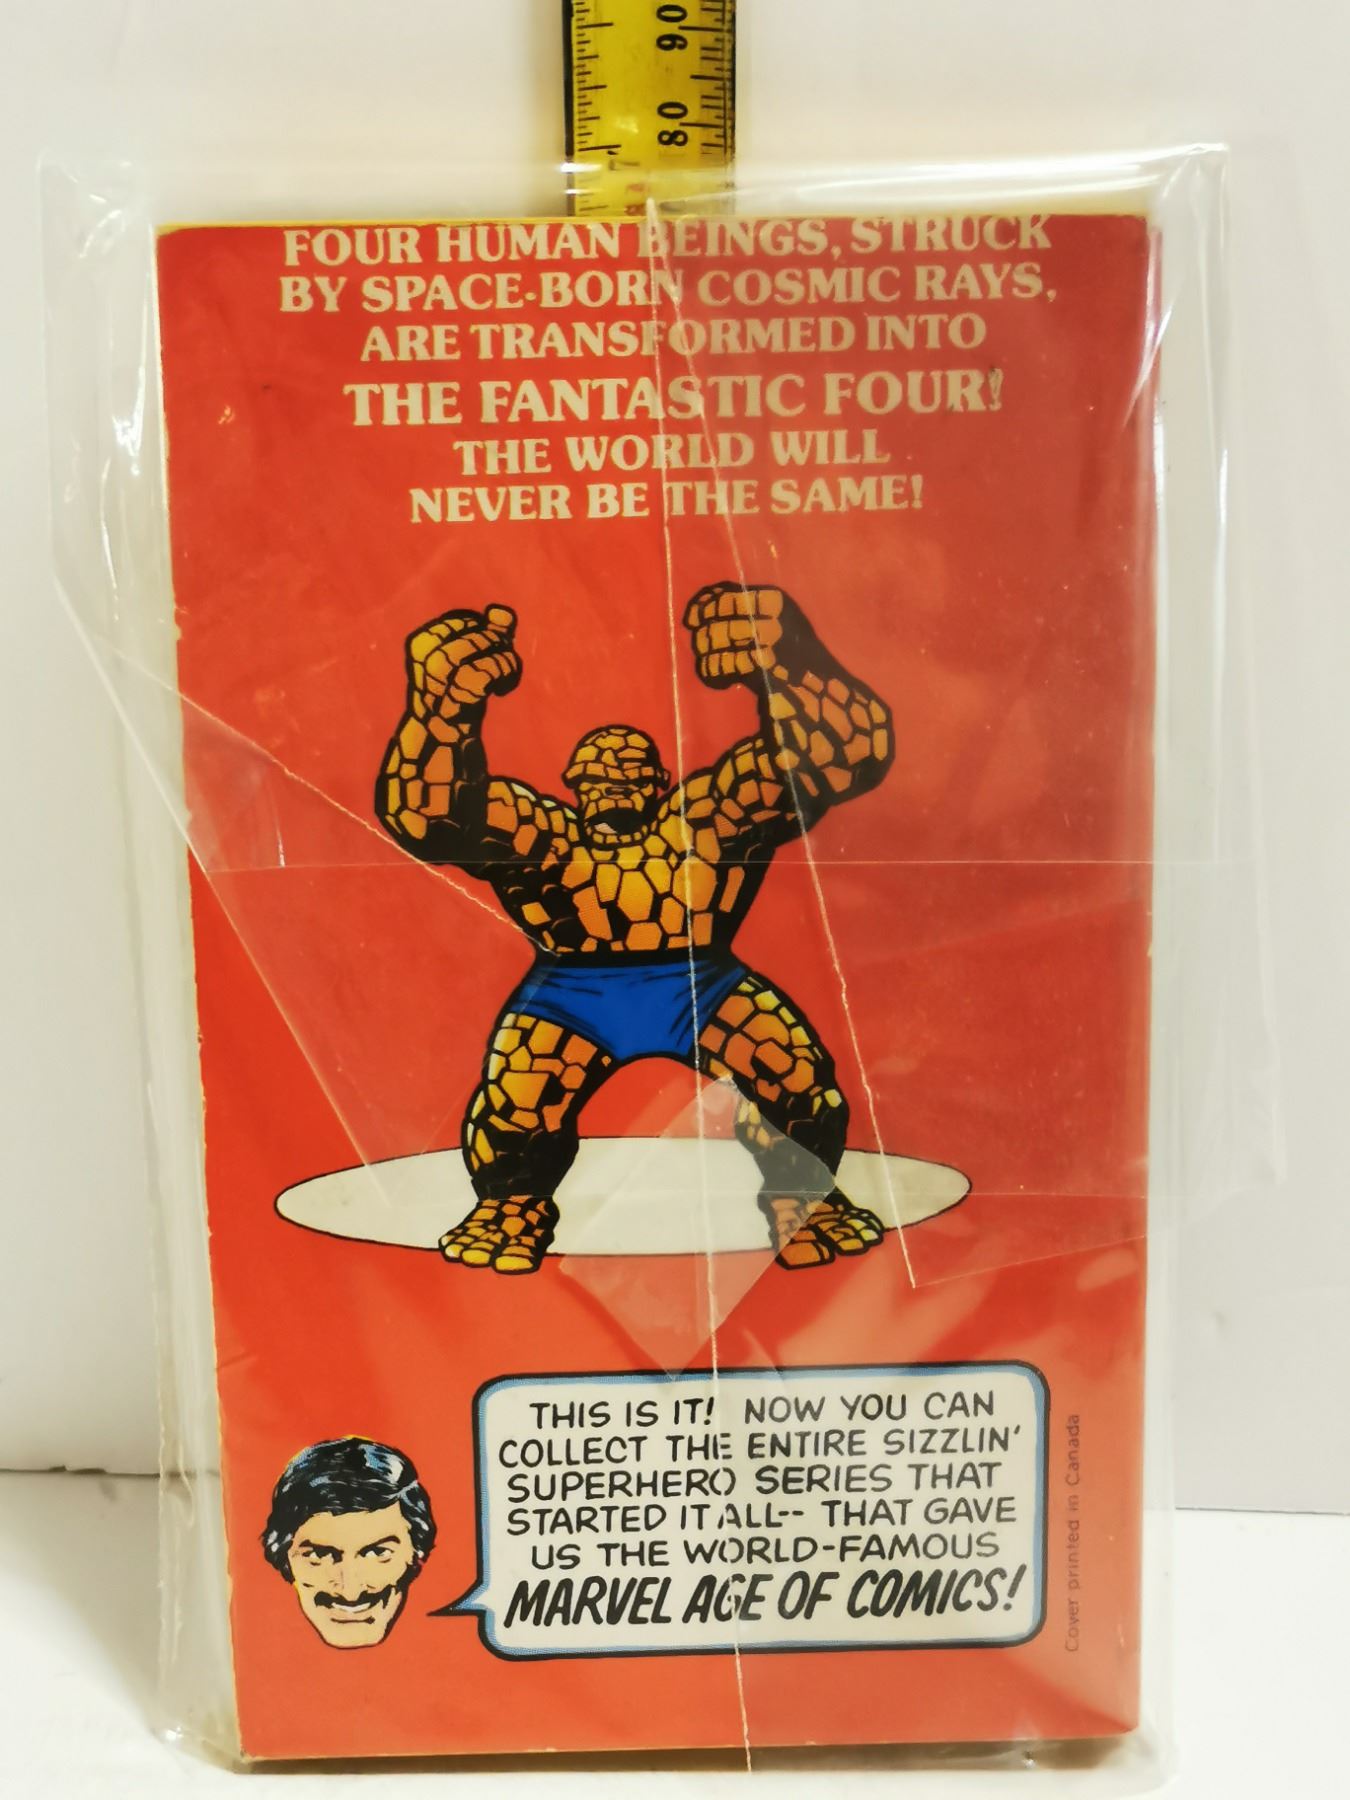 90
80
7
FOUR HUMAN BEINGS, STRUCK
BY SPACE-BORN COSMIC RAYS,
ARE TRANSFORMED INTO
THE FANTASTIC FOUR!
THE WORLD WILL
NEVER BE THE SAME!
THIS IS IT! NOW YOU CAN
COLLECT THE ENTIRE SIZZLIN'
SUPERHERO SERIES THAT
STARTED IT ALL-- THAT GAVE
US THE WORLD-FAMOUS
MARVEL AGE OF COMICS!
Cover printed in Canada